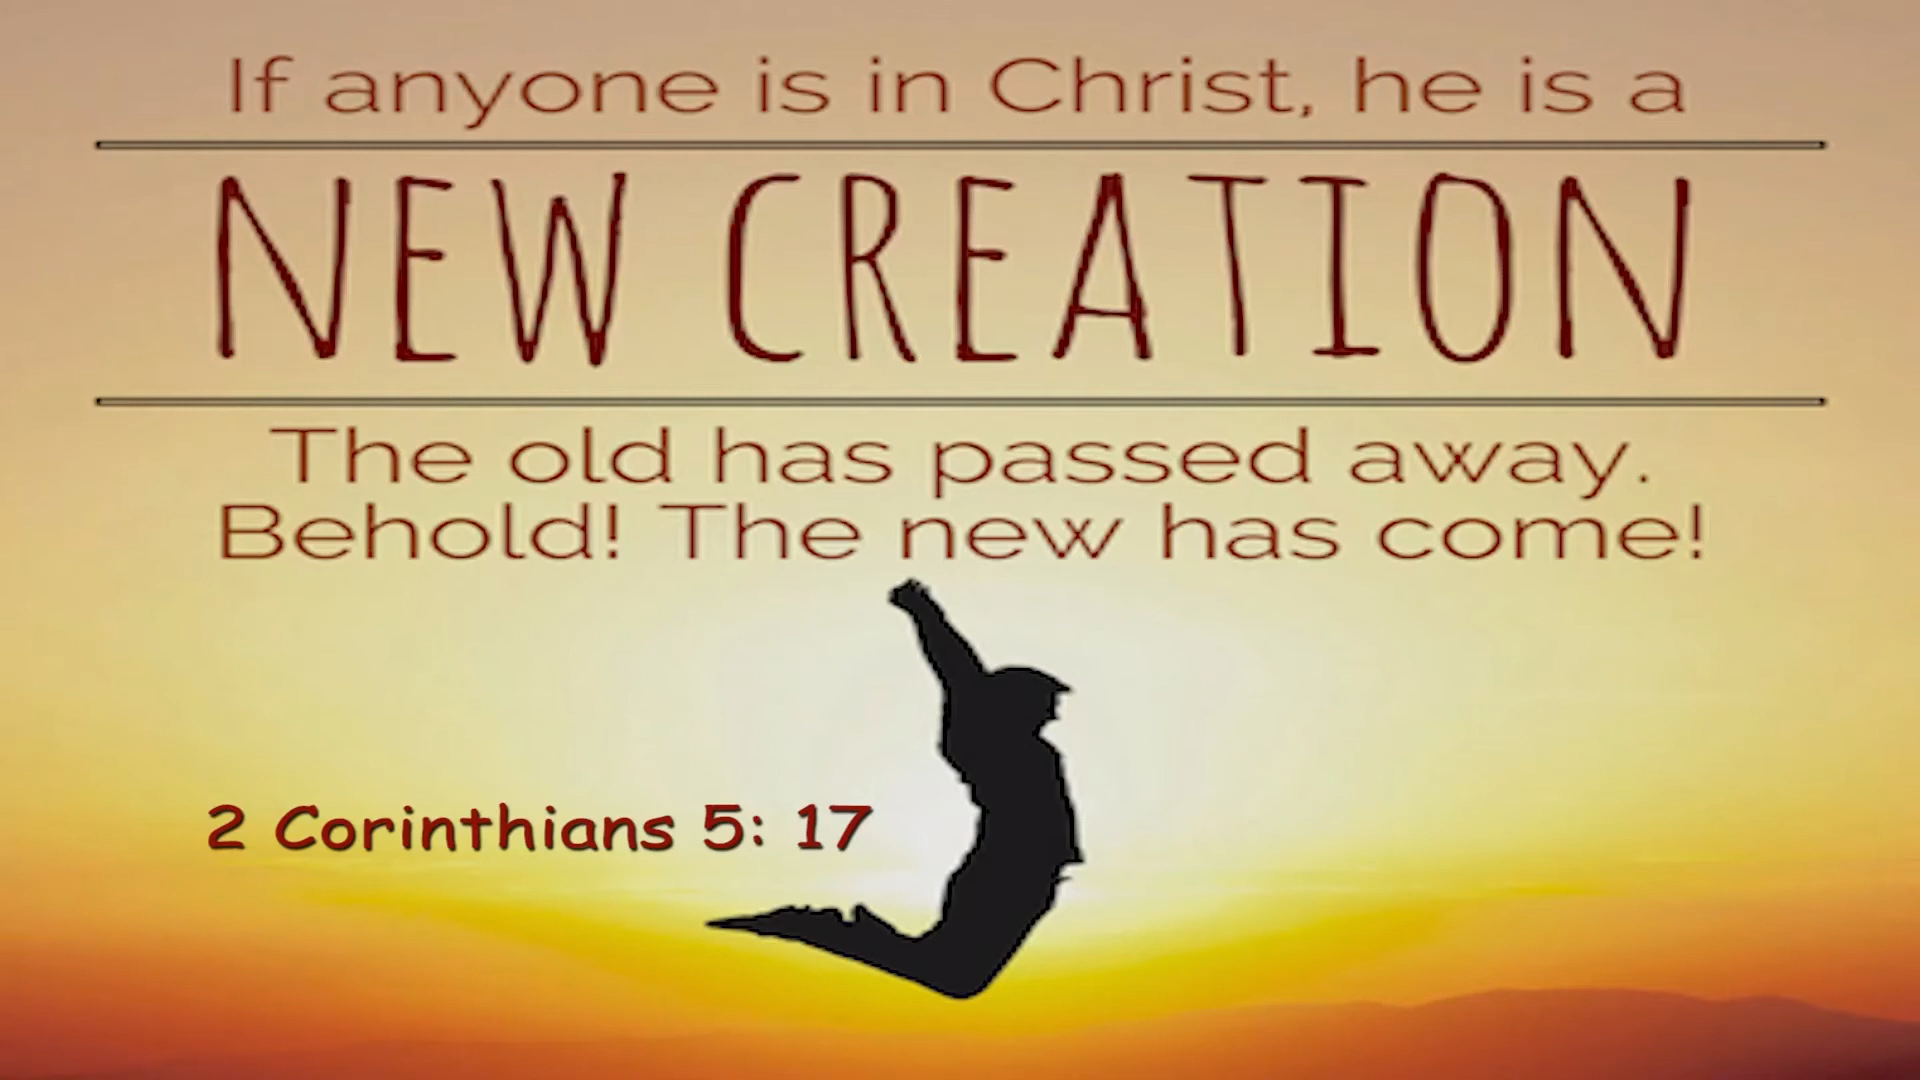 If anyone is in Christ, he is a
NEW CREATION
The old has passed away.
Behold! The new has come!
2 Corinthians 5: 17